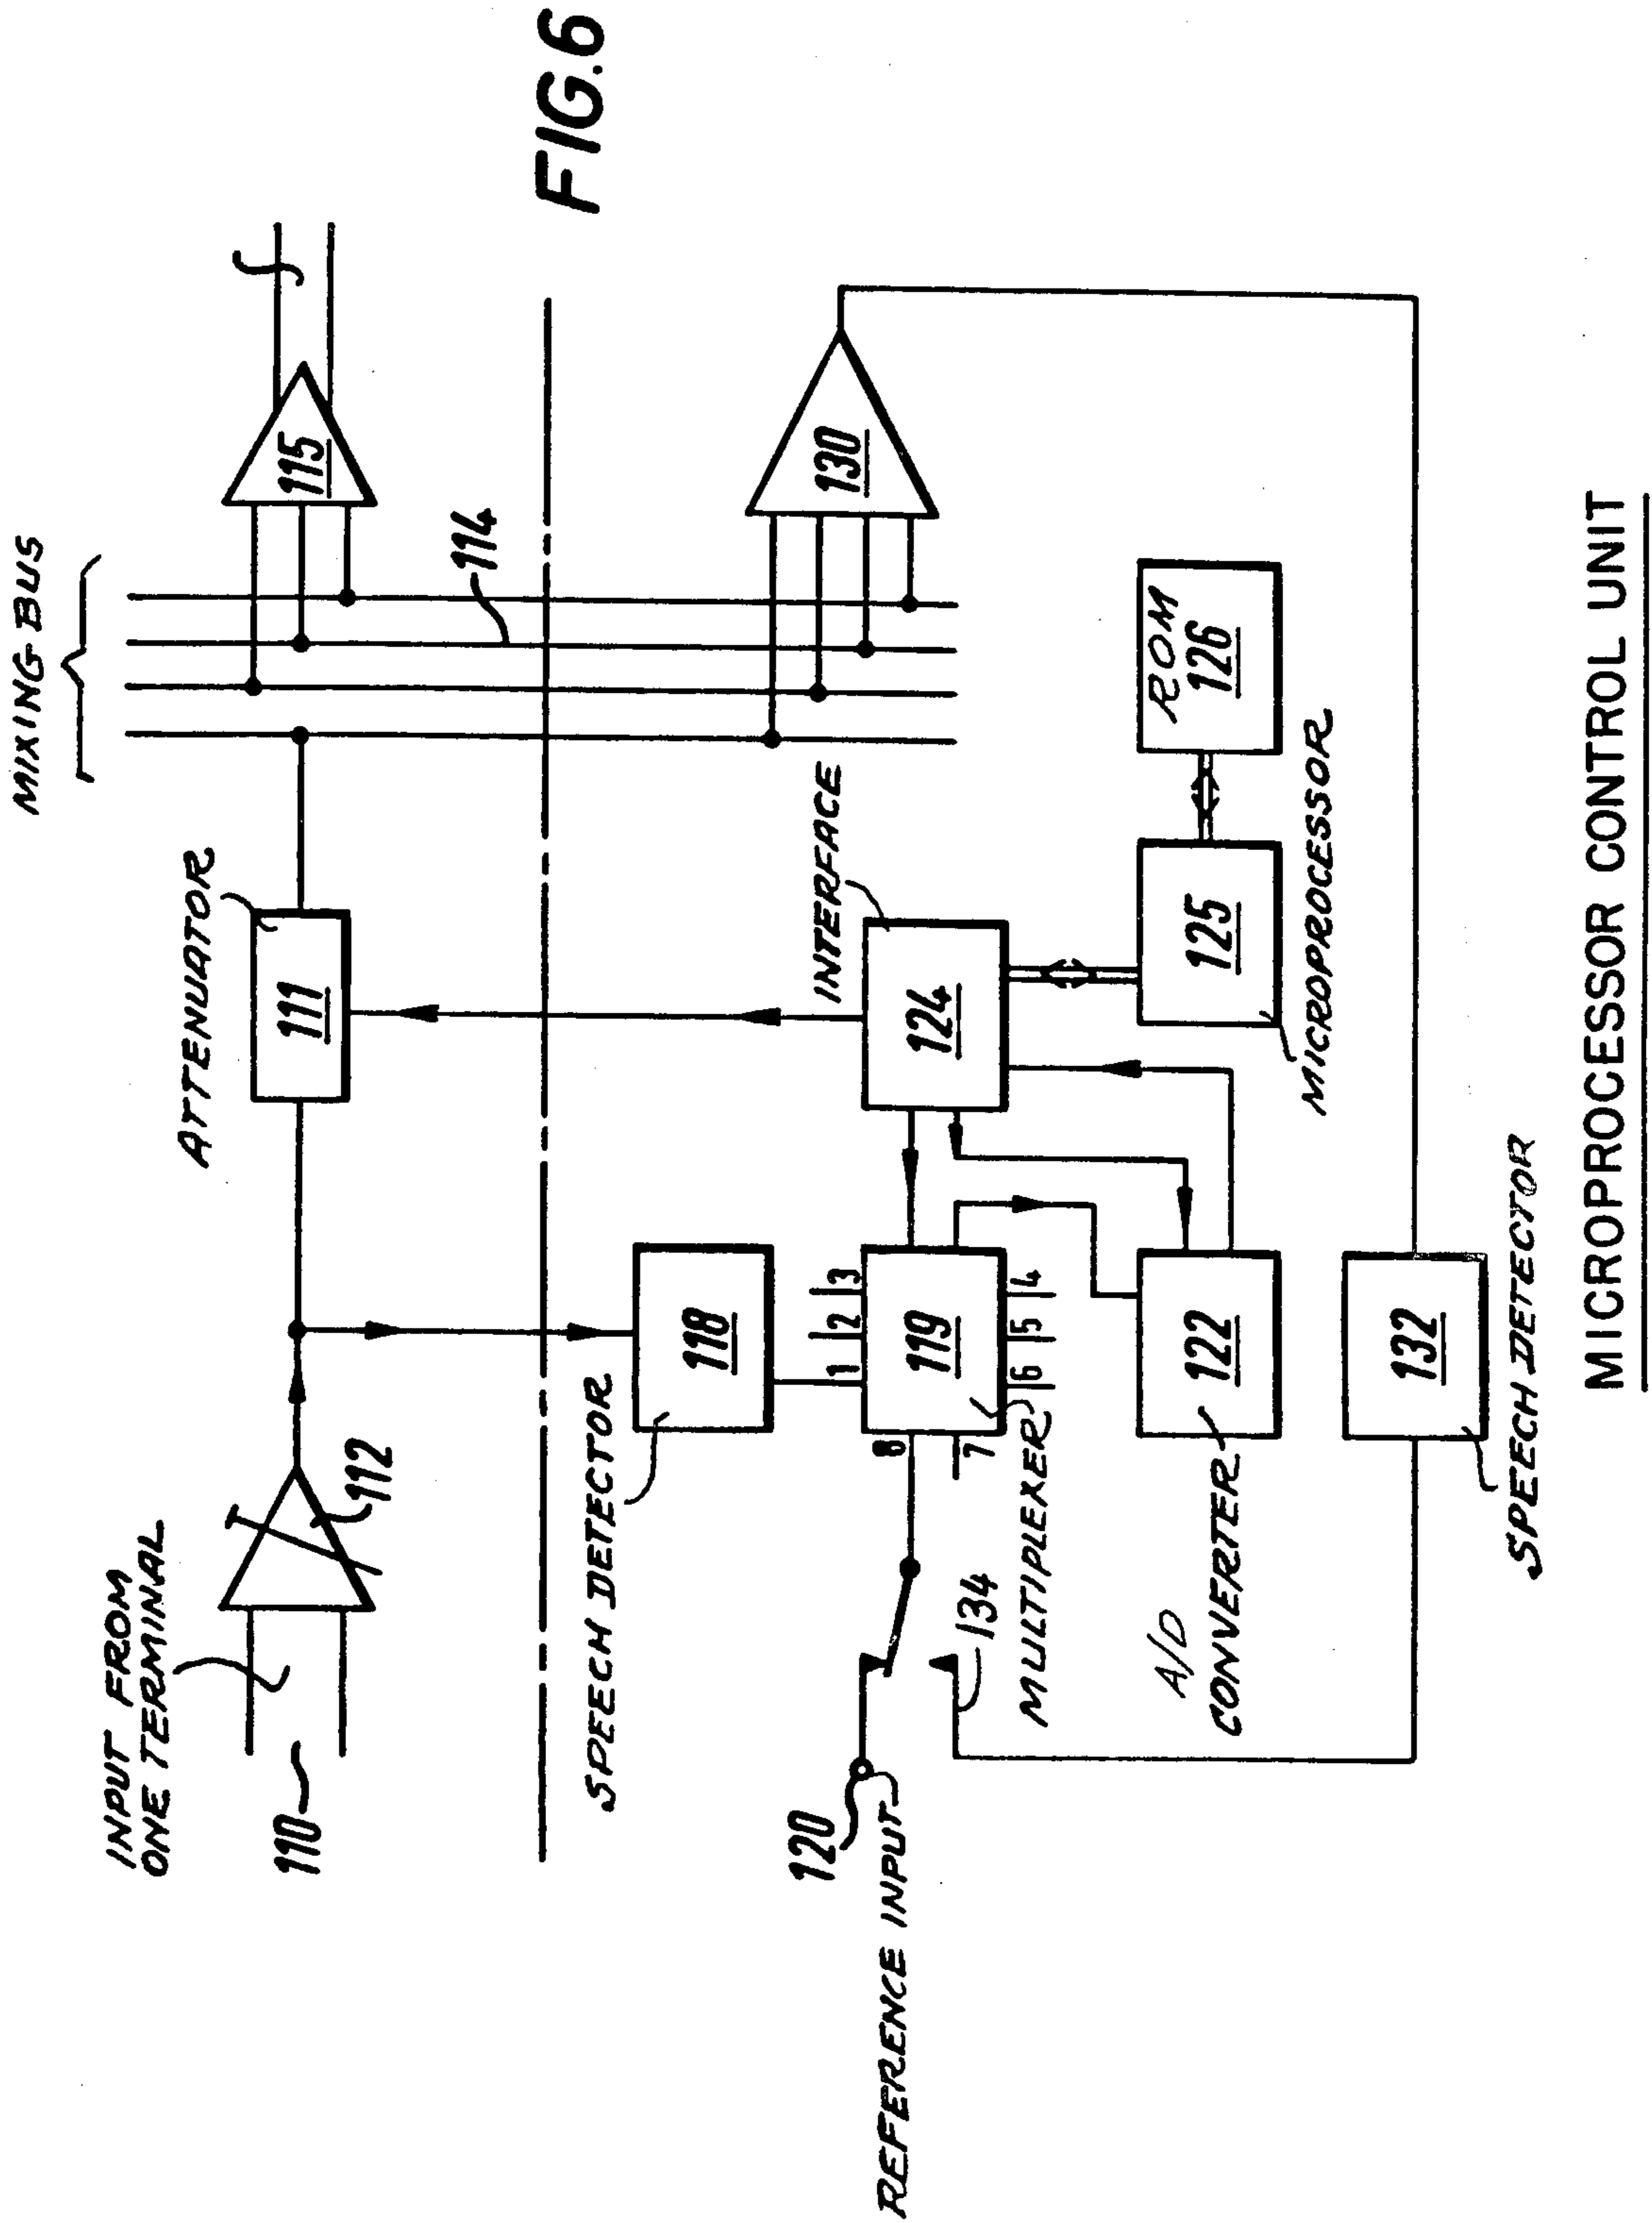 MIXING BUS
INPUT FROM
ONE TERMINAL
110
112
ATTENUATOR
111
115
114
FIG.6
SPEECH DETECTOR
118
INTERFACE
124
130
120
REFERENCE INPUT
134
1
2
3
8
119
7
6
5
4
MULTIPLEXER
A/D
CONVERTER
122
125
MICROPROCESSOR
ROM
126
132
SPEECH DETECTOR
MICROPROCESSOR CONTROL UNIT